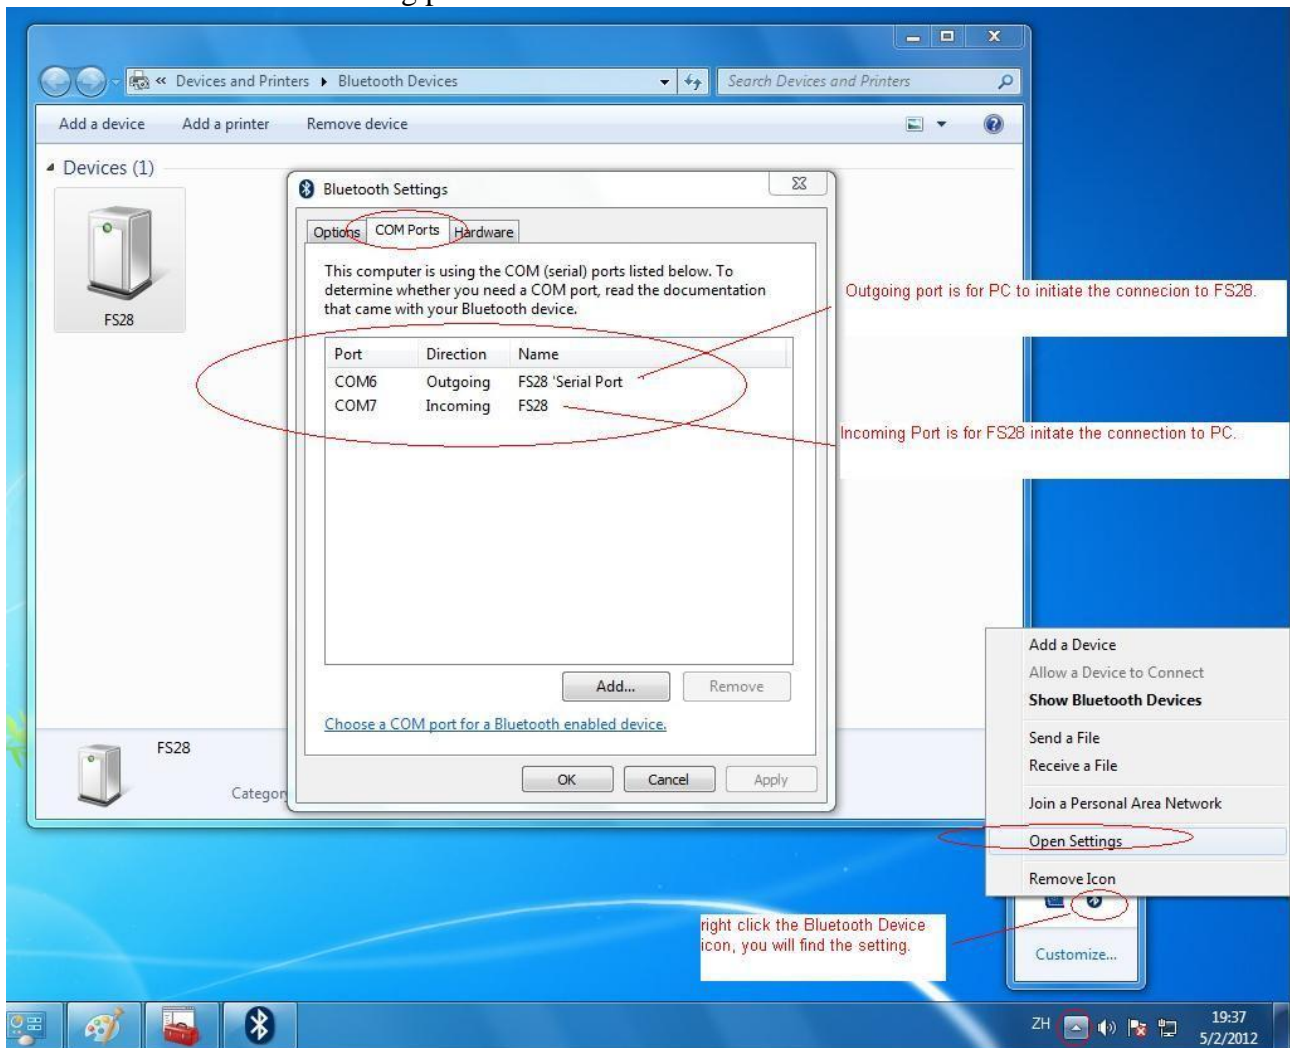 « Devices and Printers ▸ Bluetooth Devices
Search Devices and Printers
Add a device Add a printer Remove device
Devices (1)
FS28
Bluetooth Settings
Options COM Ports Hardware
This computer is using the COM (serial) ports listed below. To
determine whether you need a COM port, read the documentation
that came with your Bluetooth device.
Port Direction Name
COM6 Outgoing FS28 'Serial Port
COM7 Incoming FS28
Add... Remove
Choose a COM port for a Bluetooth enabled device.
OK Cancel Apply
Outgoing port is for PC to initiate the connecion to FS28.
Incoming Port is for FS28 initate the connection to PC.
FS28
Add a Device
Allow a Device to Connect
Show Bluetooth Devices
Send a File
Receive a File
Join a Personal Area Network
Open Settings
Remove Icon
right click the Bluetooth Device
icon, you will find the setting.
Customize...
ZH
19:37
5/2/2012